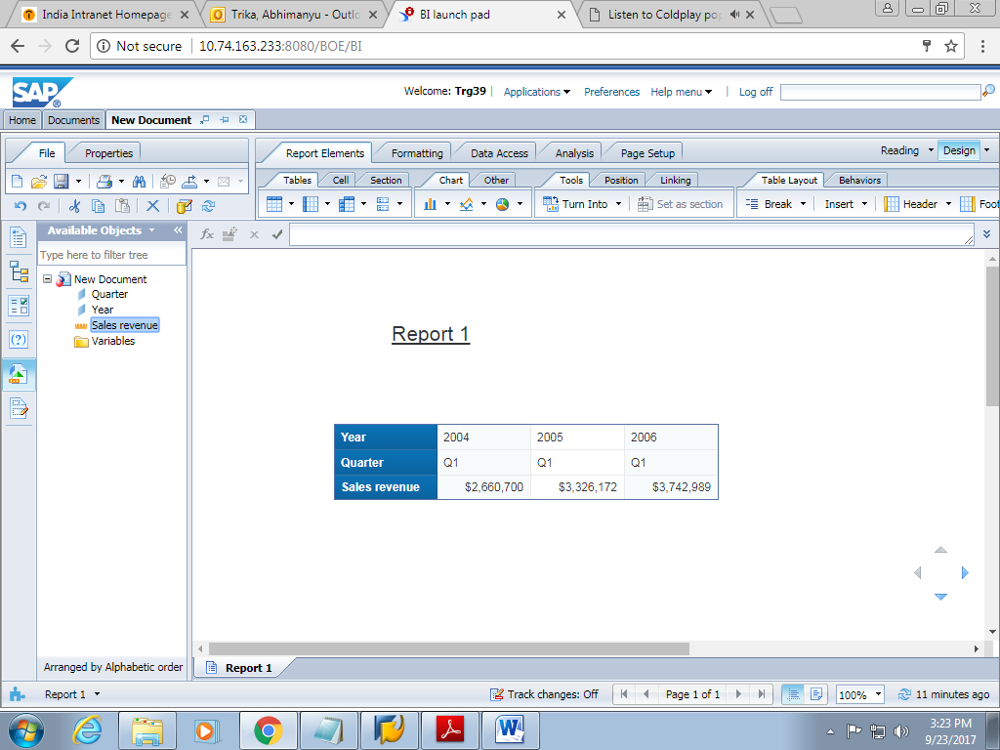 India Intranet Homepage
Trika, Abhimanyu - Outlo
BI launch pad
Listen to Coldplay po
Not secure
10.74.163.233:8080/BOE/BI
SAP
Welcome: Trg39
Applications
Preferences
Help menu
Log off
Home
Documents
New Document
File
Properties
Report Elements
Formatting
Data Access
Analysis
Page Setup
Reading
Design
Tables
Cell
Section
Chart
Other
Tools
Position
Linking
Table Layout
Behaviors
Turn Into
Set as section
Break
Insert
Header
Foot
Available Objects
Type here to filter tree
New Document
Quarter
Year
Sales revenue
Variables
Report 1
Year 2004 2005 2006
Quarter Q1 Q1 Q1
Sales revenue $2,660,700 $3,326,172 $3,742,989
Arranged by Alphabetic order
Report 1
Report 1
Track changes: Off
Page 1 of 1
100%
11 minutes ago
3:23 PM
9/23/2017